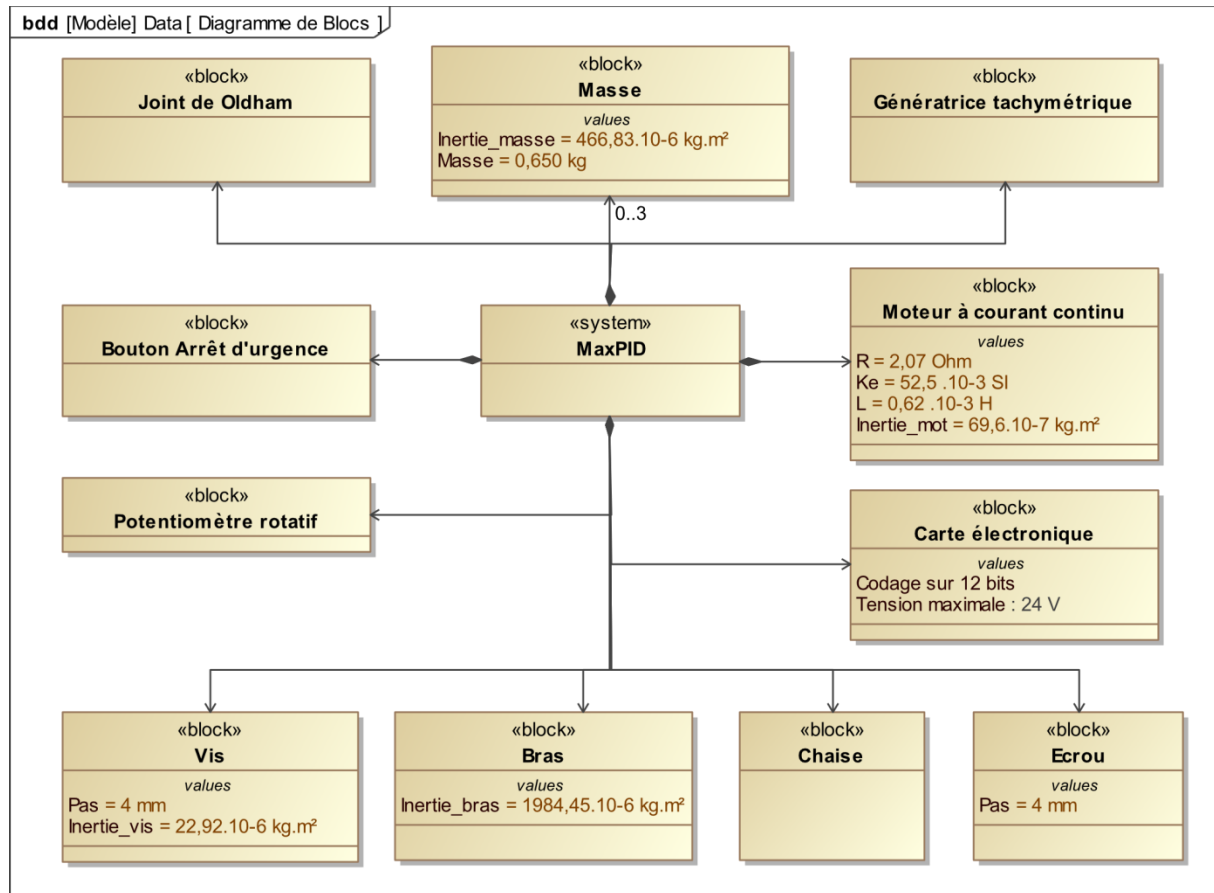 bdd [Modèle] Data [ Diagramme de Blocs ]
«block»
Joint de Oldham
«block»
Masse
values
Inertie_masse = 466,83.10-6 kg.m²
Masse = 0,650 kg
«block»
Génératrice tachymétrique
0..3
«block»
Bouton Arrêt d'urgence
«system»
MaxPID
«block»
Moteur à courant continu
values
R = 2,07 Ohm
Ke = 52,5 .10-3 SI
L = 0,62 .10-3 H
Inertie_mot = 69,6.10-7 kg.m²
«block»
Potentiomètre rotatif
«block»
Carte électronique
values
Codage sur 12 bits
Tension maximale : 24 V
«block»
Vis
values
Pas = 4 mm
Inertie_vis = 22,92.10-6 kg.m²
«block»
Bras
values
Inertie_bras = 1984,45.10-6 kg.m²
«block»
Chaise
«block»
Ecrou
values
Pas = 4 mm